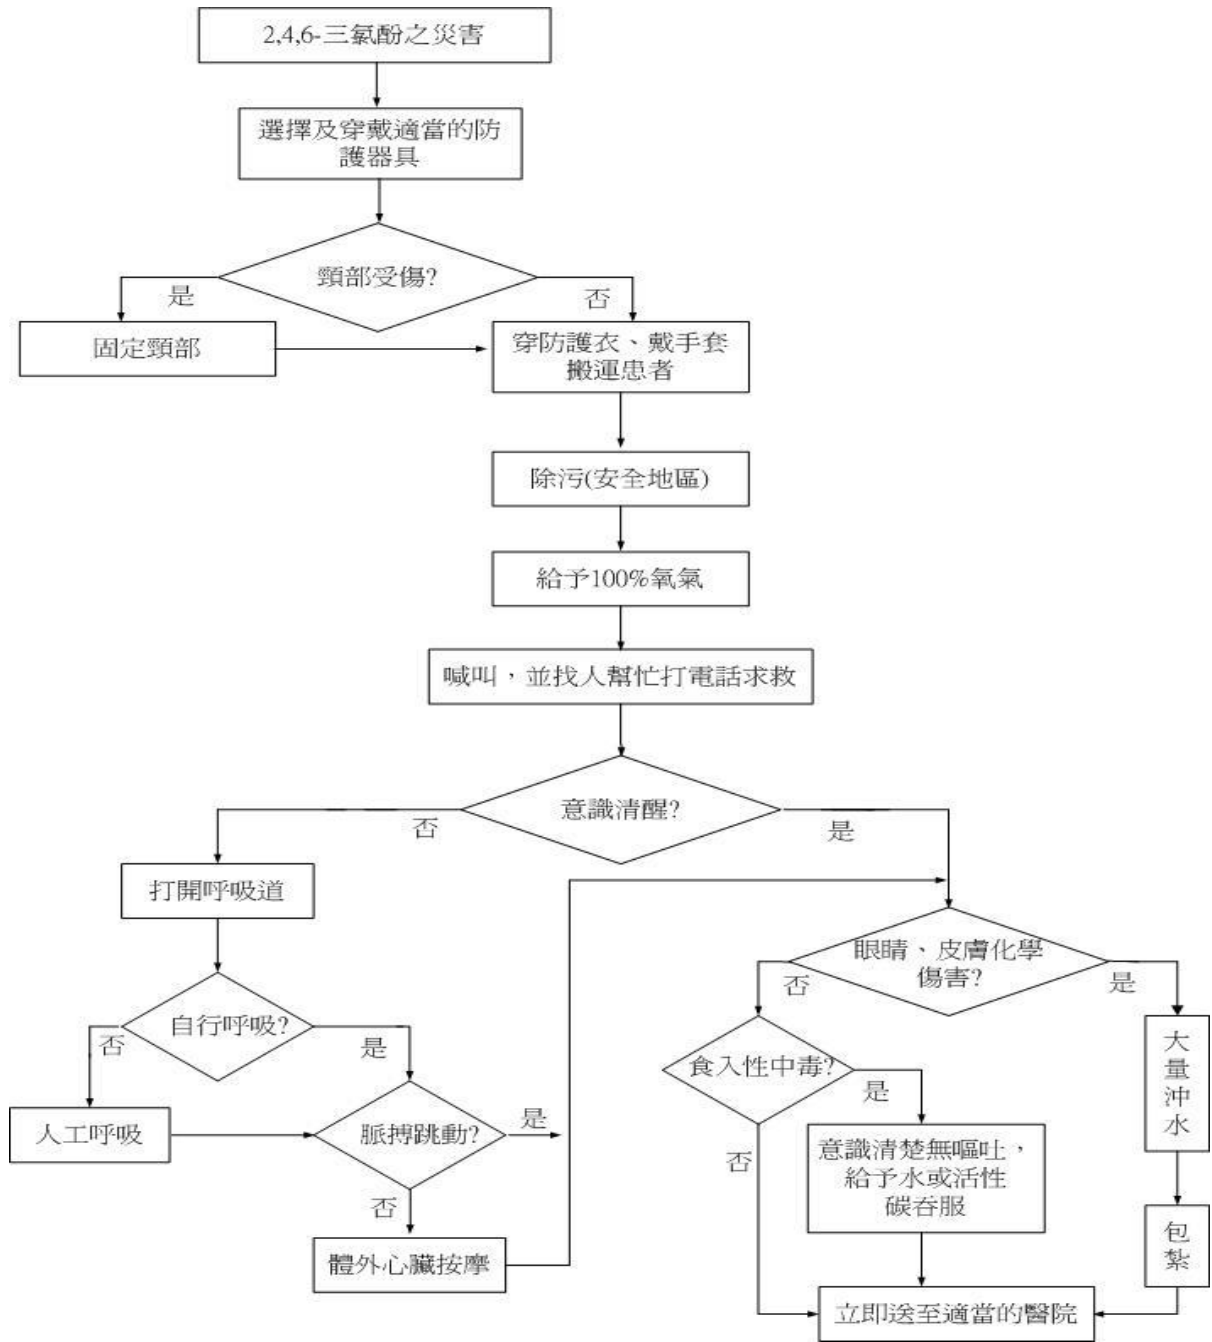 2,4,6-三氯酚之災害
選擇及穿戴適當的防
護器具
頸部受傷?
是
否
固定頸部
穿防護衣、戴手套
搬運患者
除污(安全地區)
給予100%氧氣
喊叫，並找人幫忙打電話求救
意識清醒?
否
是
打開呼吸道
眼睛、皮膚化學
傷害?
否
是
自行呼吸?
否
是
食入性中毒?
是
否
大
量
沖
水
人工呼吸
脈搏跳動?
是
否
意識清楚無嘔吐，
給予水或活性
碳吞服
包
紮
體外心臟按摩
立即送至適當的醫院